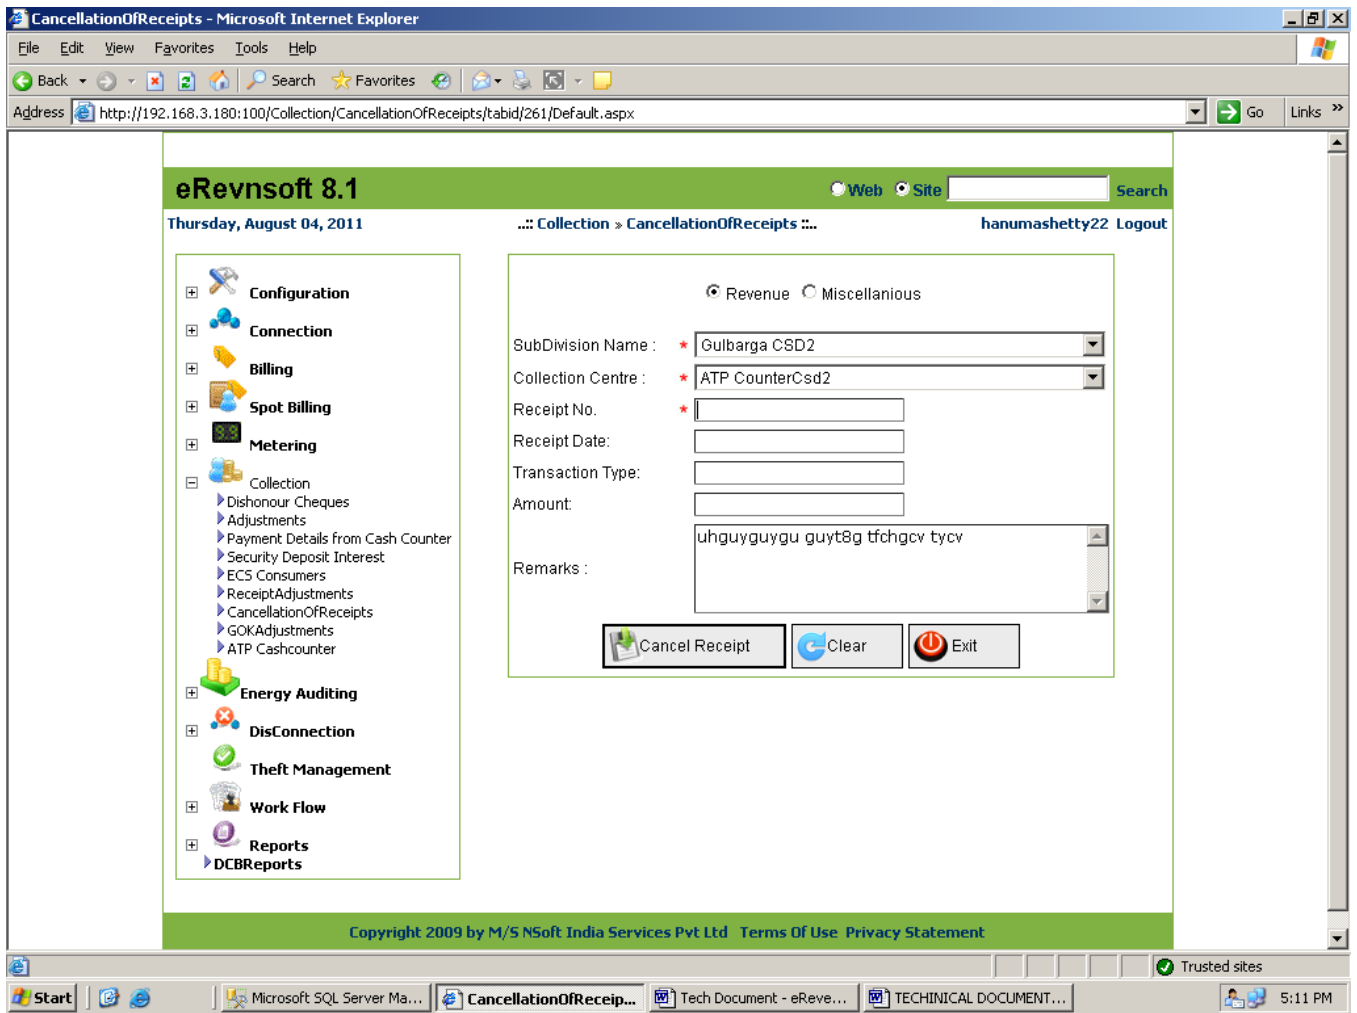 CancellationOfReceipts - Microsoft Internet Explorer
File Edit View Favorites Tools Help
Back Search Favorites
Address http://192.168.3.180:100/Collection/CancellationOfReceipts/tabid/261/Default.aspx Go Links »
eRevnsoft 8.1 Web Site Search
Thursday, August 04, 2011 ..:: Collection » CancellationOfReceipts ::.. hanumashetty22 Logout
Configuration
Connection
Billing
Spot Billing
Metering
Collection
Dishonour Cheques
Adjustments
Payment Details from Cash Counter
Security Deposit Interest
ECS Consumers
ReceiptAdjustments
CancellationOfReceipts
GOKAdjustments
ATP Cashcounter
Energy Auditing
DisConnection
Theft Management
Work Flow
Reports
DCBReports
Revenue Miscellanious
SubDivision Name : * Gulbarga CSD2
Collection Centre : * ATP CounterCsd2
Receipt No. *
Receipt Date:
Transaction Type:
Amount:
Remarks : uhguyguygu guyt8g tfchgcv tycv
Cancel Receipt Clear Exit
Copyright 2009 by M/S NSoft India Services Pvt Ltd Terms Of Use Privacy Statement
Trusted sites
Start Microsoft SQL Server Ma... CancellationOfReceip... Tech Document - eReve... TECHINICAL DOCUMENT... 5:11 PM